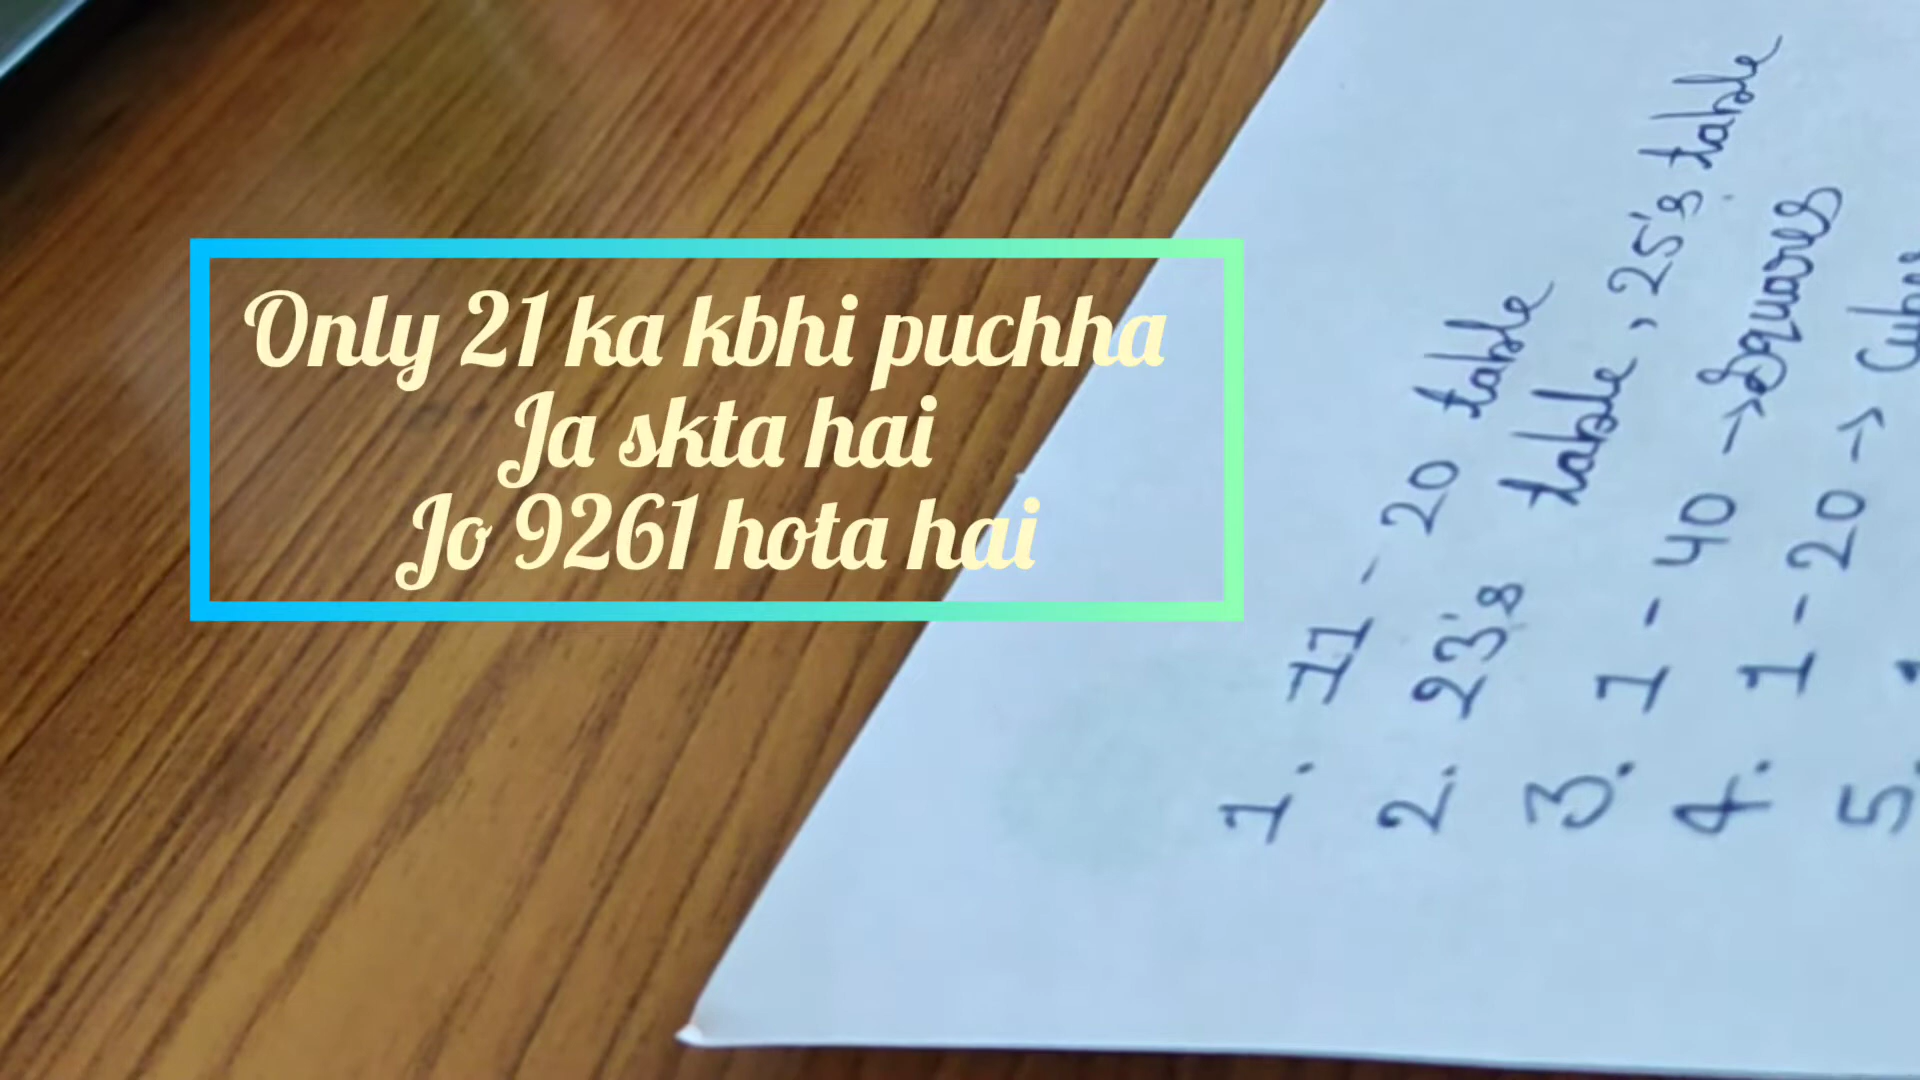 Only 21 ka kbhi puchha
Ja skta hai
Jo 9261 hota hai
1. 11 - 20 table
2. 23's table, 25's table
3. 1 - 40 → Squares
4. 1 - 20 → Cubes
5.